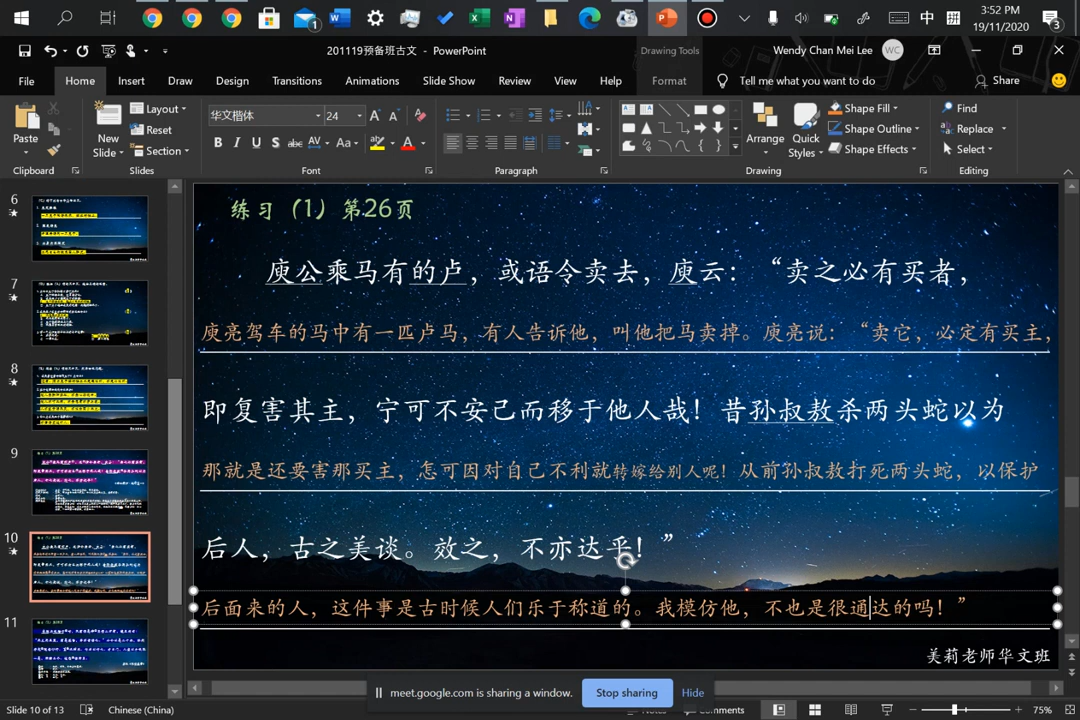 3:52 PM
中
拼
19/11/2020
1
3
201119预备班古文 - PowerPoint
Drawing Tools
Wendy Chan Mei Lee
WC
File
Home
Insert
Draw
Design
Transitions
Animations
Slide Show
Review
View
Help
Format
Tell me what you want to do
Share
Paste
New
Slide
Layout
Reset
Section
华文楷体
24
B I U S abc AV Aa
A
Arrange
Quick
Styles
Shape Fill
Shape Outline
Shape Effects
Find
Replace
Select
Clipboard
Slides
Font
Paragraph
Drawing
Editing
6
7
8
9
10
11
练习（1）第26页
庾公乘马有的卢，或语令卖去，庾云：“卖之必有买者，
庾亮驾车的马中有一匹卢马，有人告诉他，叫他把马卖掉。庾亮说：“卖它，必定有买主，
即复害其主，宁可不安己而移于他人哉！昔孙叔敖杀两头蛇以为
那就是还要害那买主，怎可因对自己不利就转嫁给别人呢！从前孙叔敖打死两头蛇，以保护
后人，古之美谈。效之，不亦达乎！”
后面来的人，这件事是古时候人们乐于称道的。我模仿他，不也是很通达的吗！”
美莉老师华文班
meet.google.com is sharing a window.
Stop sharing
Hide
Slide 10 of 13
Chinese (China)
Comments
75%